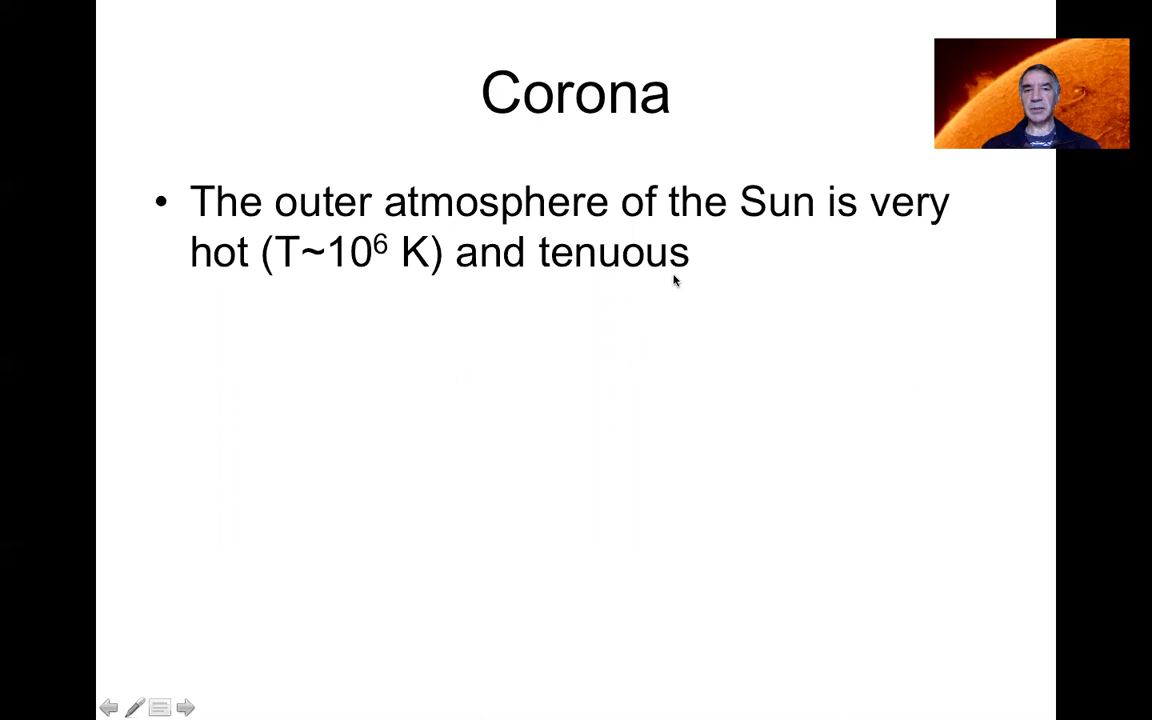 Corona
• The outer atmosphere of the Sun is very
hot (T~10⁶ K) and tenuous